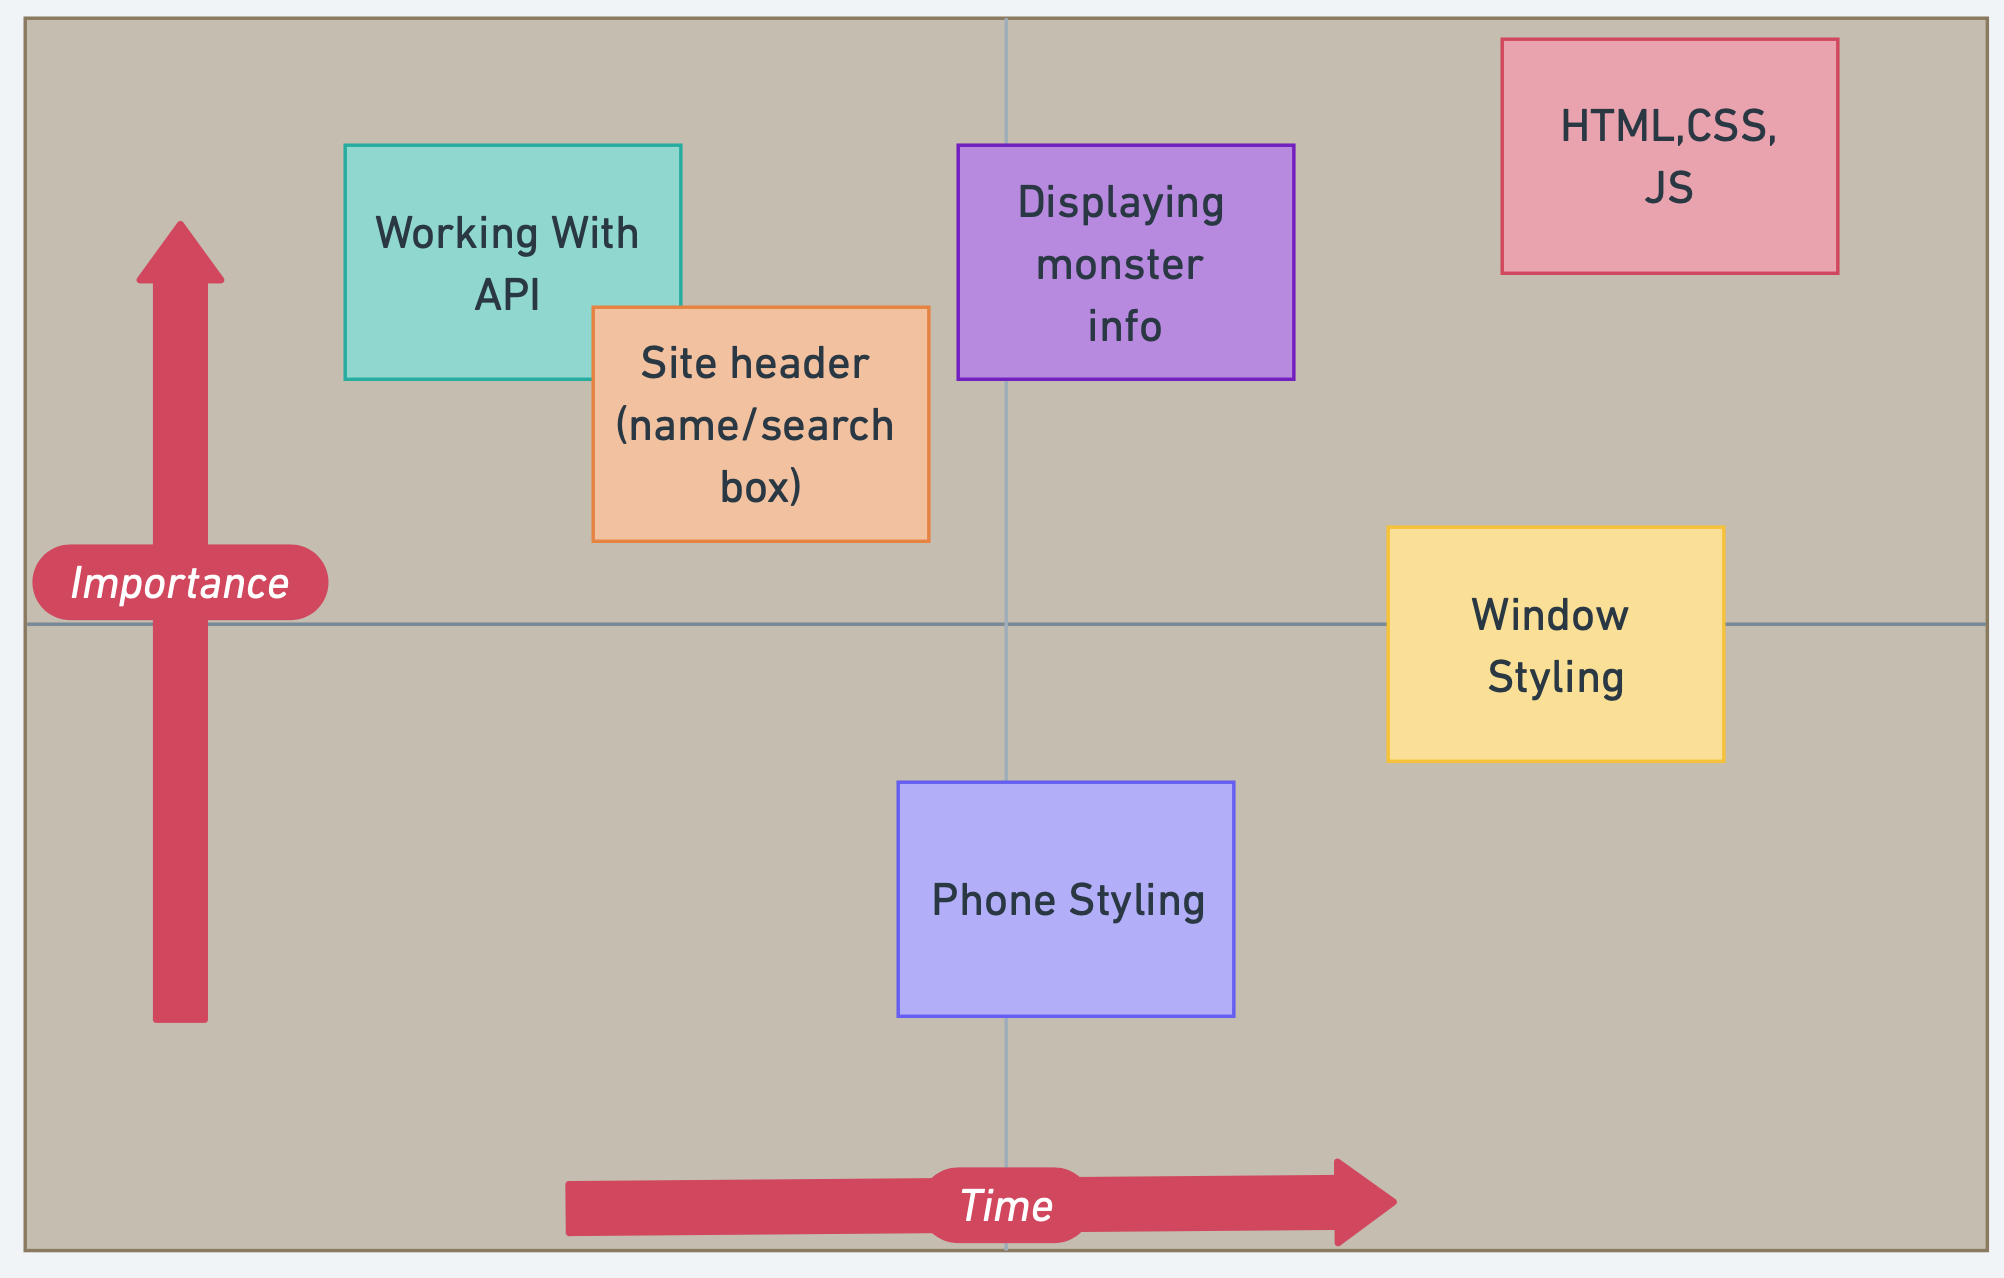 HTML,CSS,
JS
Working With
API
Displaying
monster
info
Site header
(name/search
box)
Importance
Window
Styling
Phone Styling
Time